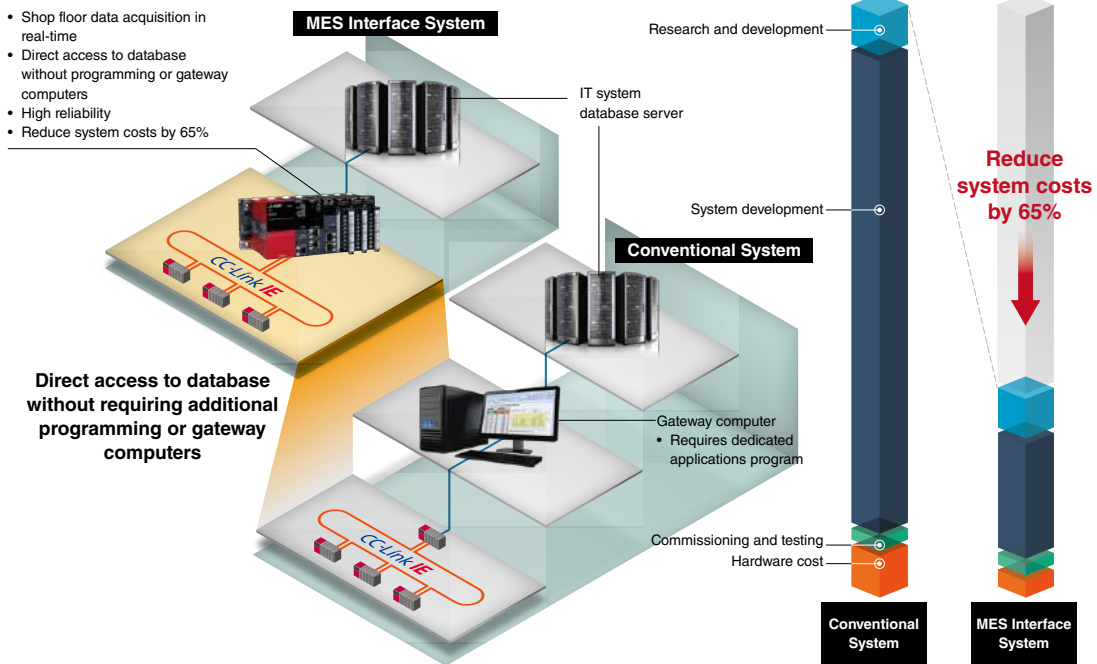 • Shop floor data acquisition in
real-time
• Direct access to database
without programming or gateway
computers
• High reliability
• Reduce system costs by 65%
MES Interface System
IT system
database server
CC-Link IE
Direct access to database
without requiring additional
programming or gateway
computers
Conventional System
Gateway computer
• Requires dedicated
applications program
CC-Link IE
Research and development
System development
Commissioning and testing
Hardware cost
Reduce
system costs
by 65%
Conventional
System
MES Interface
System